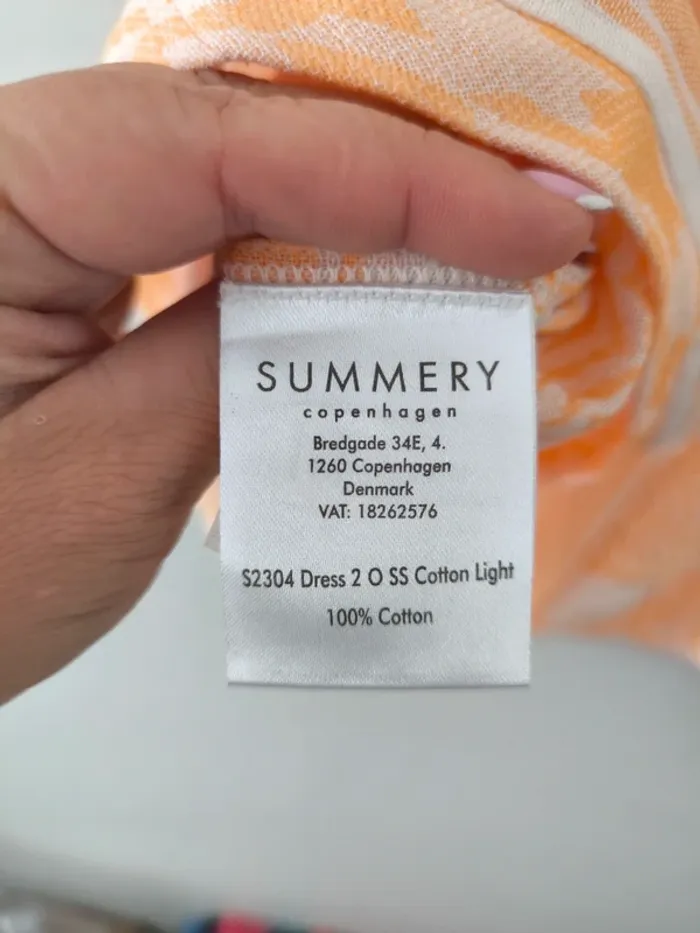 SUMMERY
copenhagen
Bredgade 34E, 4.
1260 Copenhagen
Denmark
VAT: 18262576
S2304 Dress 2 O SS Cotton Light
100% Cotton